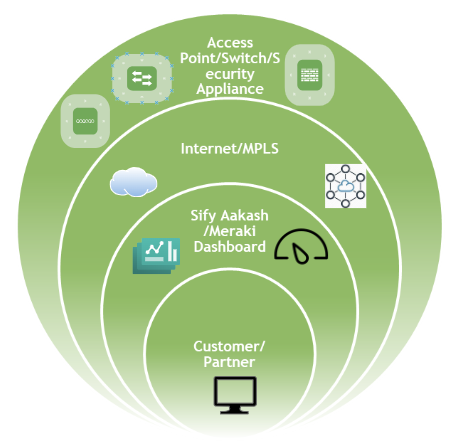 Access
Point/Switch/S
ecurity
Appliance
Internet/MPLS
Sify Aakash
/Meraki
Dashboard
Customer/
Partner